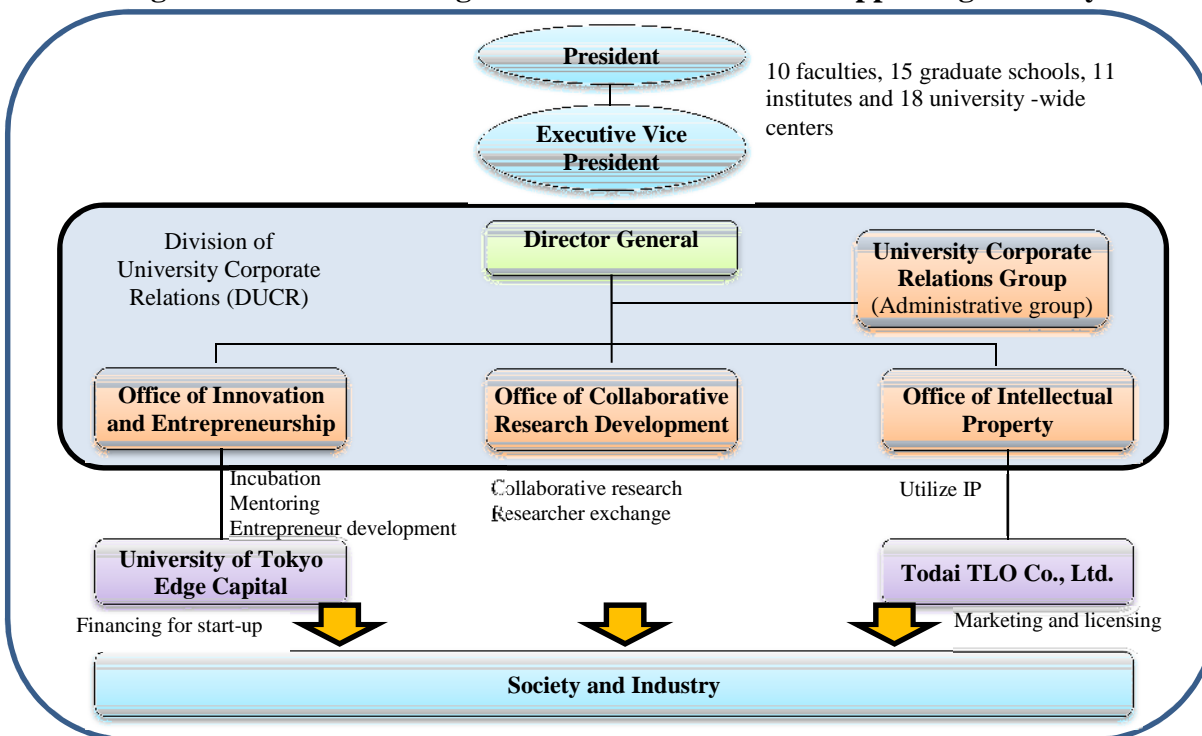 President
10 faculties, 15 graduate schools, 11
institutes and 18 university -wide
centers
Executive Vice
President
Division of
University Corporate
Relations (DUCR)
Director General
University Corporate
Relations Group
(Administrative group)
Office of Innovation
and Entrepreneurship
Office of Collaborative
Research Development
Office of Intellectual
Property
Incubation
Mentoring
Entrepreneur development
Collaborative research
Researcher exchange
Utilize IP
University of Tokyo
Edge Capital
Todai TLO Co., Ltd.
Financing for start-up
Marketing and licensing
Society and Industry